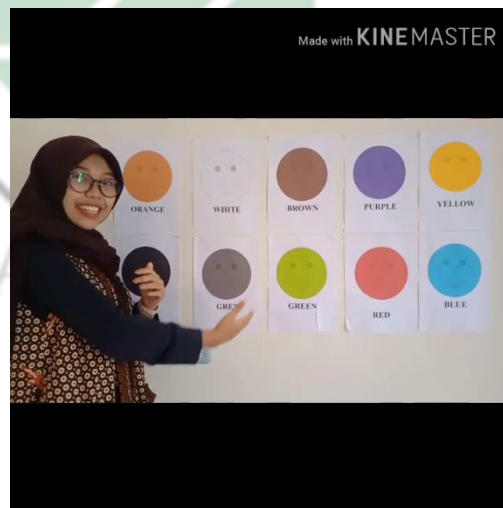 Made with KINEMASTER
ORANGE
WHITE
BROWN
PURPLE
YELLOW
GREEN
RED
BLUE